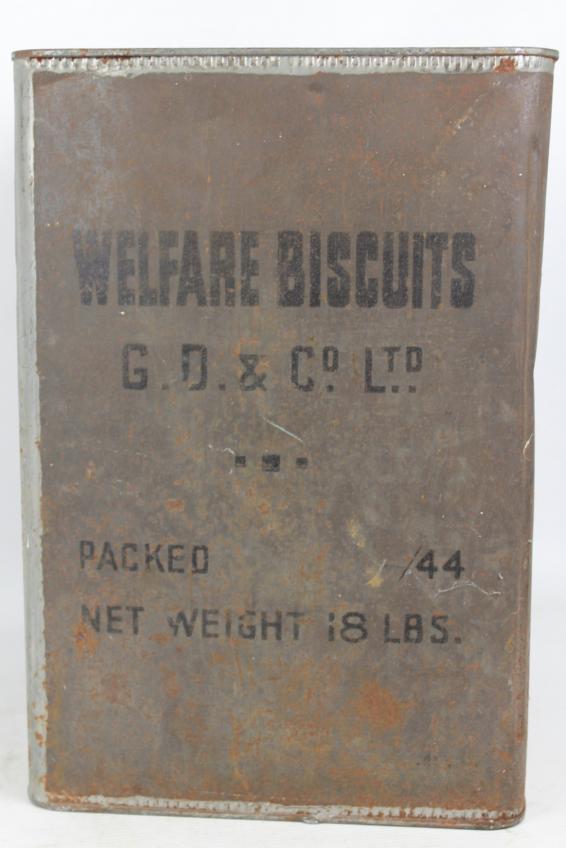 WELFARE BISCUITS
G.D. & Co. LTD.
PACKED /44
NET WEIGHT 18 LBS.